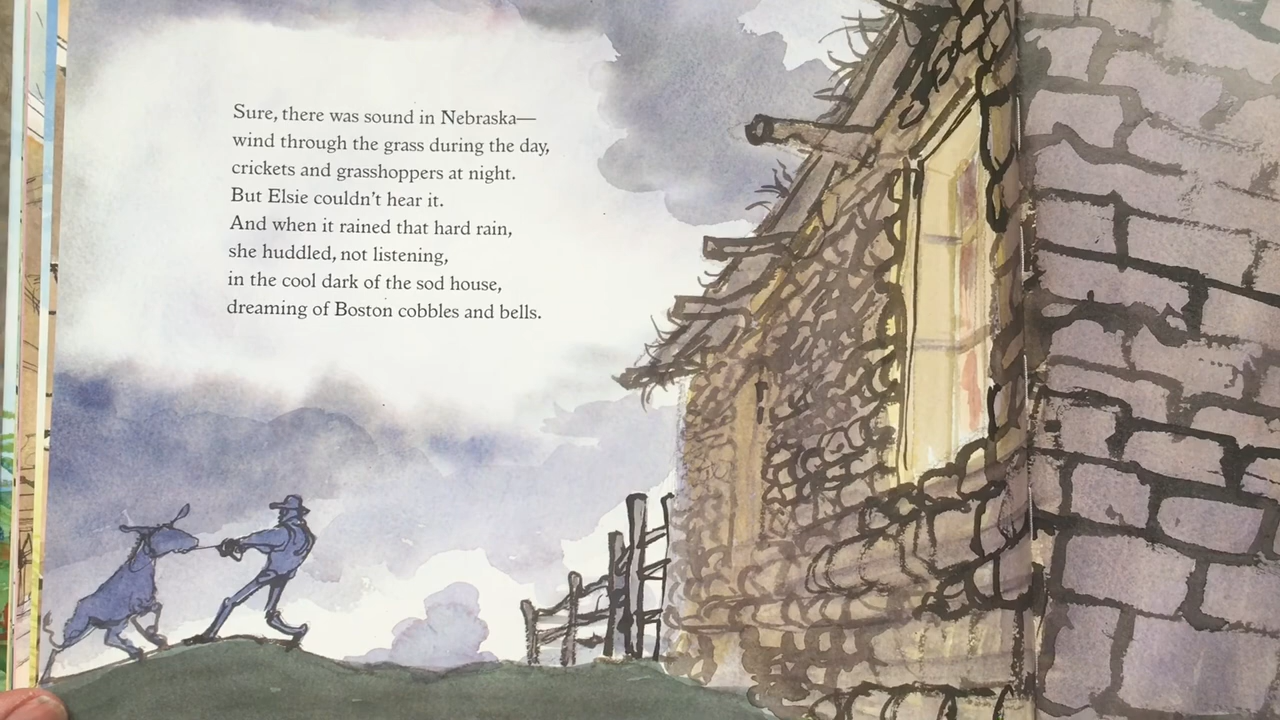 Sure, there was sound in Nebraska—
wind through the grass during the day,
crickets and grasshoppers at night.
But Elsie couldn't hear it.
And when it rained that hard rain,
she huddled, not listening,
in the cool dark of the sod house,
dreaming of Boston cobbles and bells.